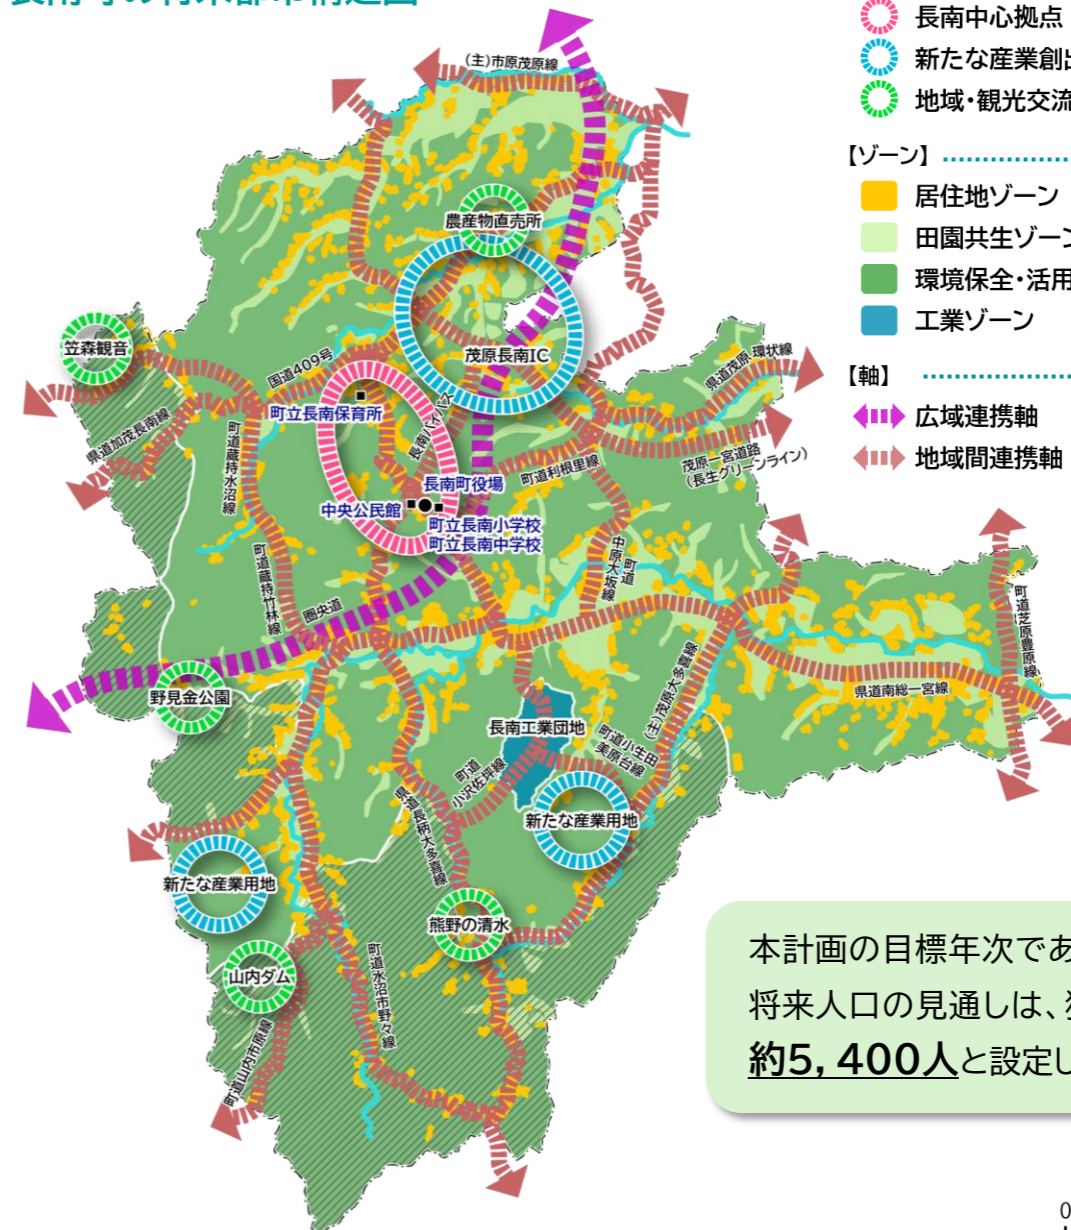 長南町の将来都市構造図
長南中心拠点
新たな産業創出
地域・観光交流
【ゾーン】
居住地ゾーン
田園共生ゾーン
環境保全・活用
工業ゾーン
【軸】
広域連携軸
地域間連携軸
(主)市原茂原線
農産物直売所
笠森観音
国道409号
茂原長南IC
県道茂原環状線
町立長南保育所
長南バイパス
県道加茂長南線
町道蔵持水沼線
茂原一宮道路
(長生グリーンライン)
町道利根里線
長南町役場
中央公民館
町立長南小学校
町立長南中学校
町道
中原大坂線
町道蔵持竹林線
圏央道
町道芝原豊原線
野見金公園
県道南総一宮線
長南工業団地
(主)茂原大多喜線
町道小生田
美原台線
町道
小沢佐坪線
県道長柄大多喜線
新たな産業用地
新たな産業用地
熊野の清水
山内ダム
町道水沼市野々線
町道山内市原線
本計画の目標年次であ
将来人口の見通しは、
約5,400人と設定し
0